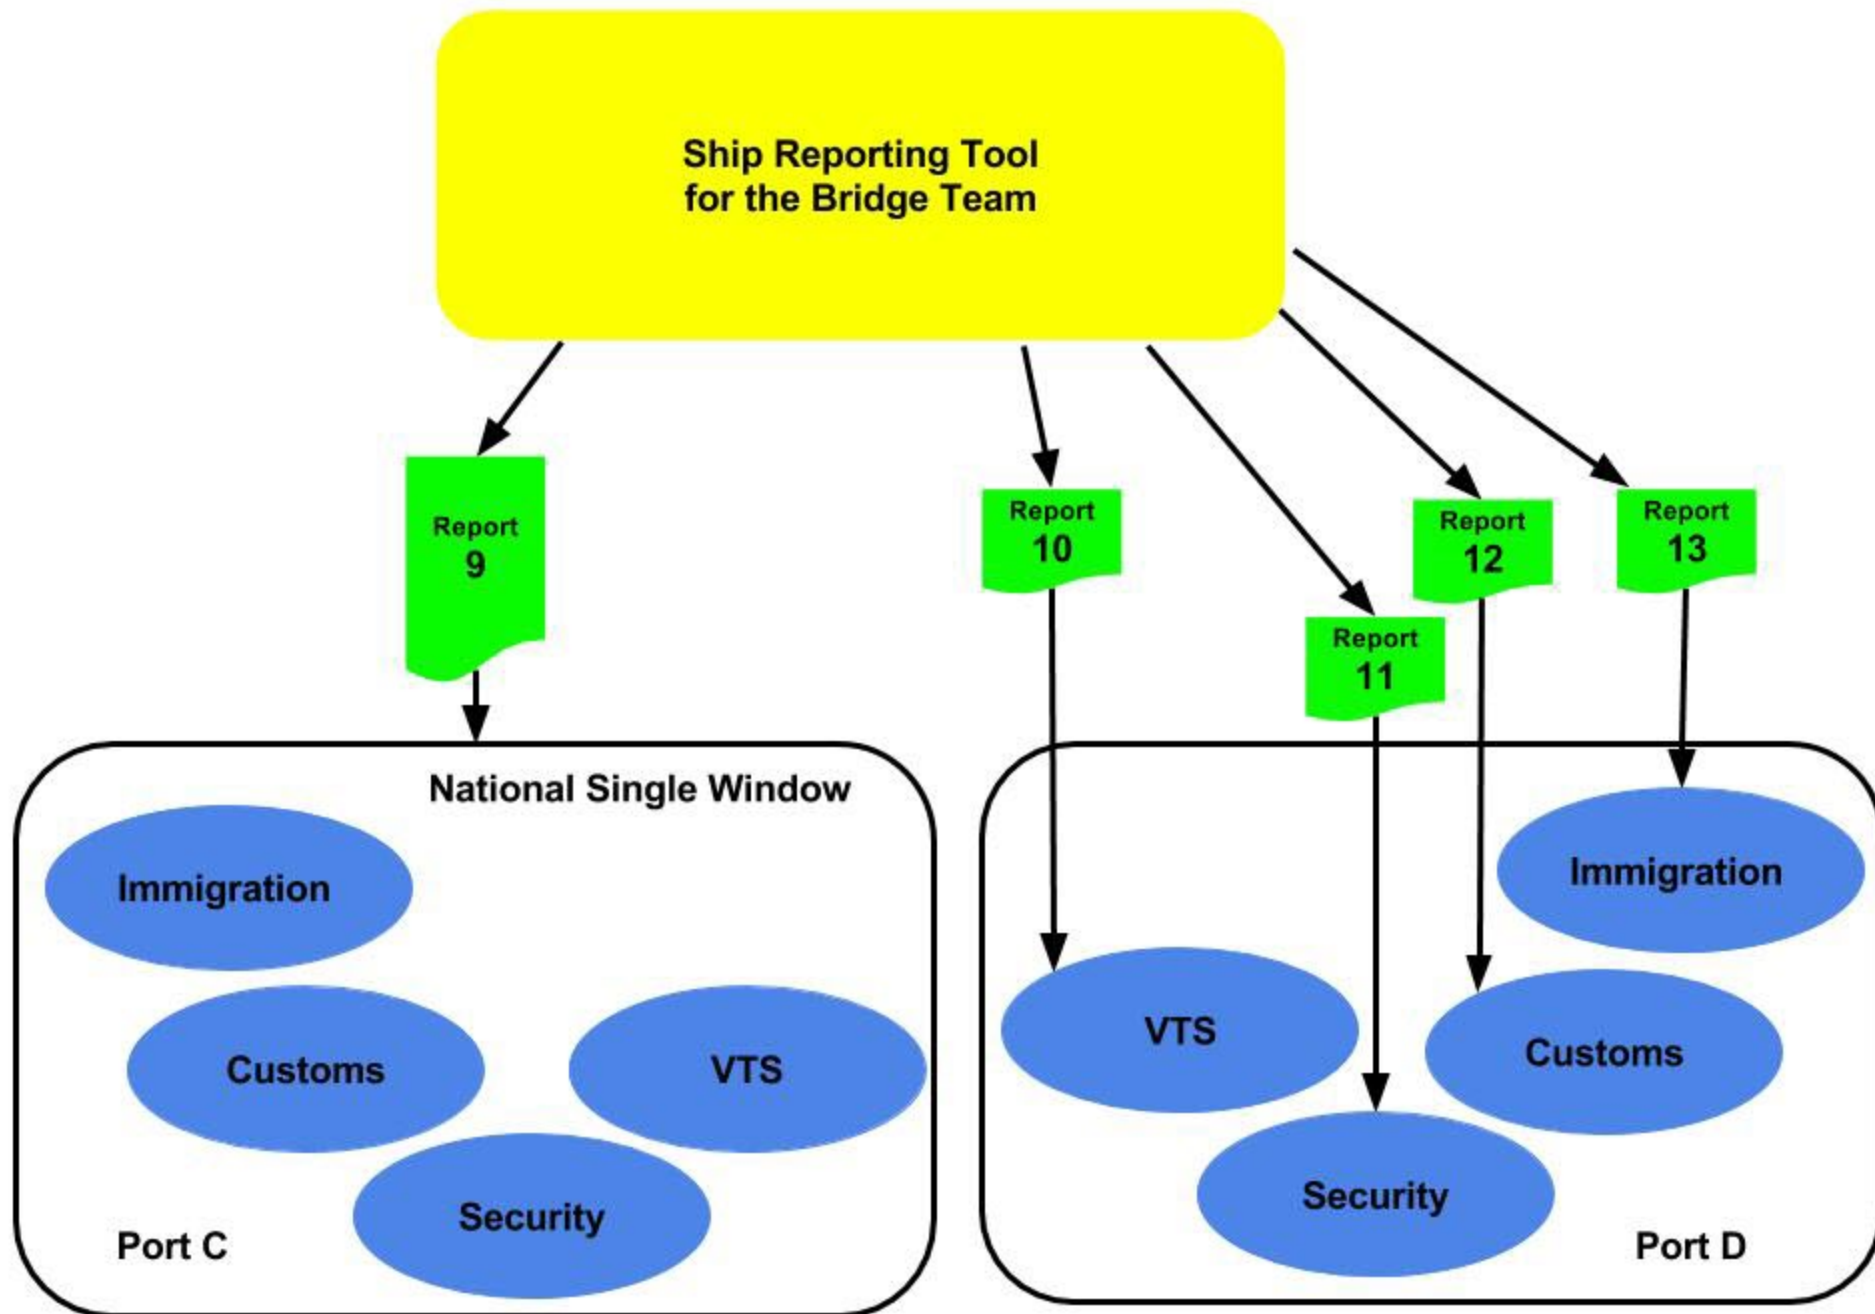 Ship Reporting Tool
for the Bridge Team
Report
9
Report
10
Report
11
Report
12
Report
13
National Single Window
Immigration
Customs
VTS
Security
Port C
Immigration
VTS
Customs
Security
Port D